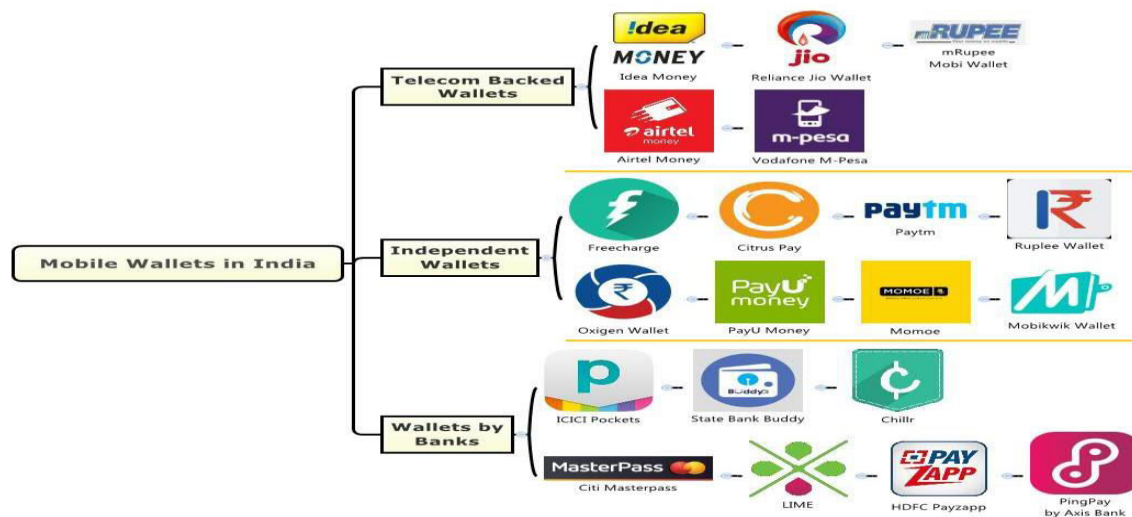 Mobile Wallets in India
Telecom Backed
Wallets
!dea
MONEY
Idea Money
jio
Reliance Jio Wallet
mRUPEE
mRupee
Mobi Wallet
airtel
money
Airtel Money
m-pesa
Vodafone M-Pesa
Independent
Wallets
f
Freecharge
C
Citrus Pay
paytm
Paytm
₹
Ruplee Wallet
₹
Oxigen Wallet
PayU
money
PayU Money
MOMOE
Momoe
M
Mobikwik Wallet
Wallets by
Banks
p
ICICI Pockets
Buddy
State Bank Buddy
Chillr
MasterPass
Citi Masterpass
LIME
PAY
ZAPP
HDFC Payzapp
PingPay
by Axis Bank